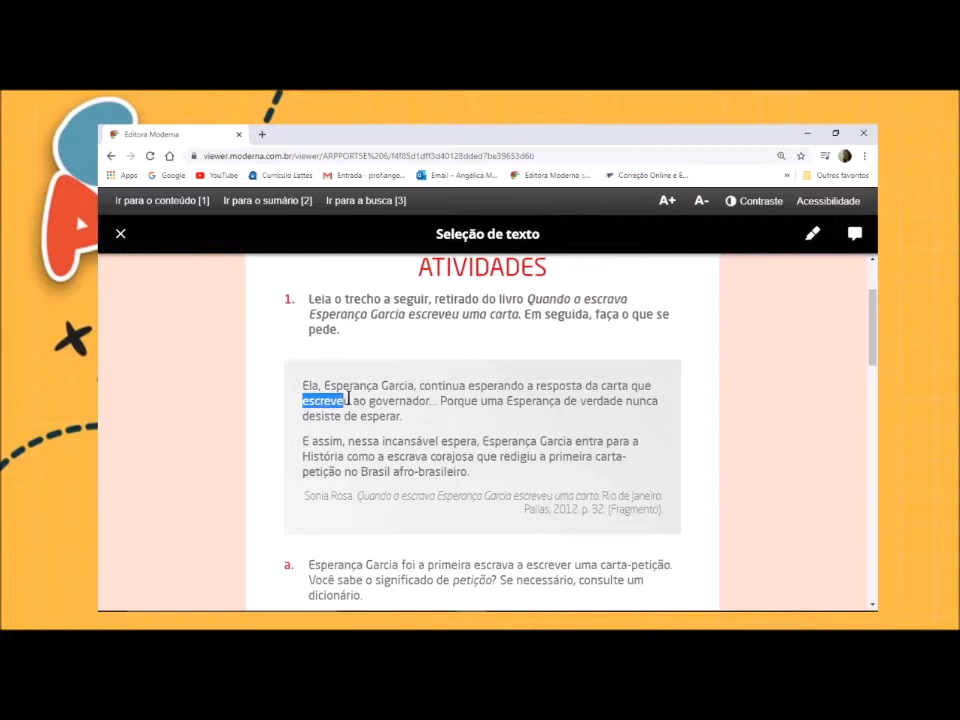 Editora Moderna
viewer.moderna.com.br/viewer/ARPPORTSE%206/f4f85d1dff3d40128dded7be39653d6b
Apps Google YouTube Currículo Lattes Entrada - prof.ange... Email – Angélica M... Editora Moderna :... Correção Online e E... » Outros favoritos
Ir para o conteúdo [1] Ir para o sumário [2] Ir para a busca [3] A+ A- Contraste Acessibilidade
Seleção de texto
ATIVIDADES
1. Leia o trecho a seguir, retirado do livro Quando a escrava
Esperança Garcia escreveu uma carta. Em seguida, faça o que se
pede.
Ela, Esperança Garcia, continua esperando a resposta da carta que
ao governador... Porque uma Esperança de verdade nunca
desiste de esperar.
E assim, nessa incansável espera, Esperança Garcia entra para a
História como a escrava corajosa que redigiu a primeira carta-
petição no Brasil afro-brasileiro.
Sonia Rosa. Quando a escrava Esperança Garcia escreveu uma carta. Rio de Janeiro:
Pallas, 2012. p. 32. (Fragmento).
a. Esperança Garcia foi a primeira escrava a escrever uma carta-petição.
Você sabe o significado de petição? Se necessário, consulte um
dicionário.